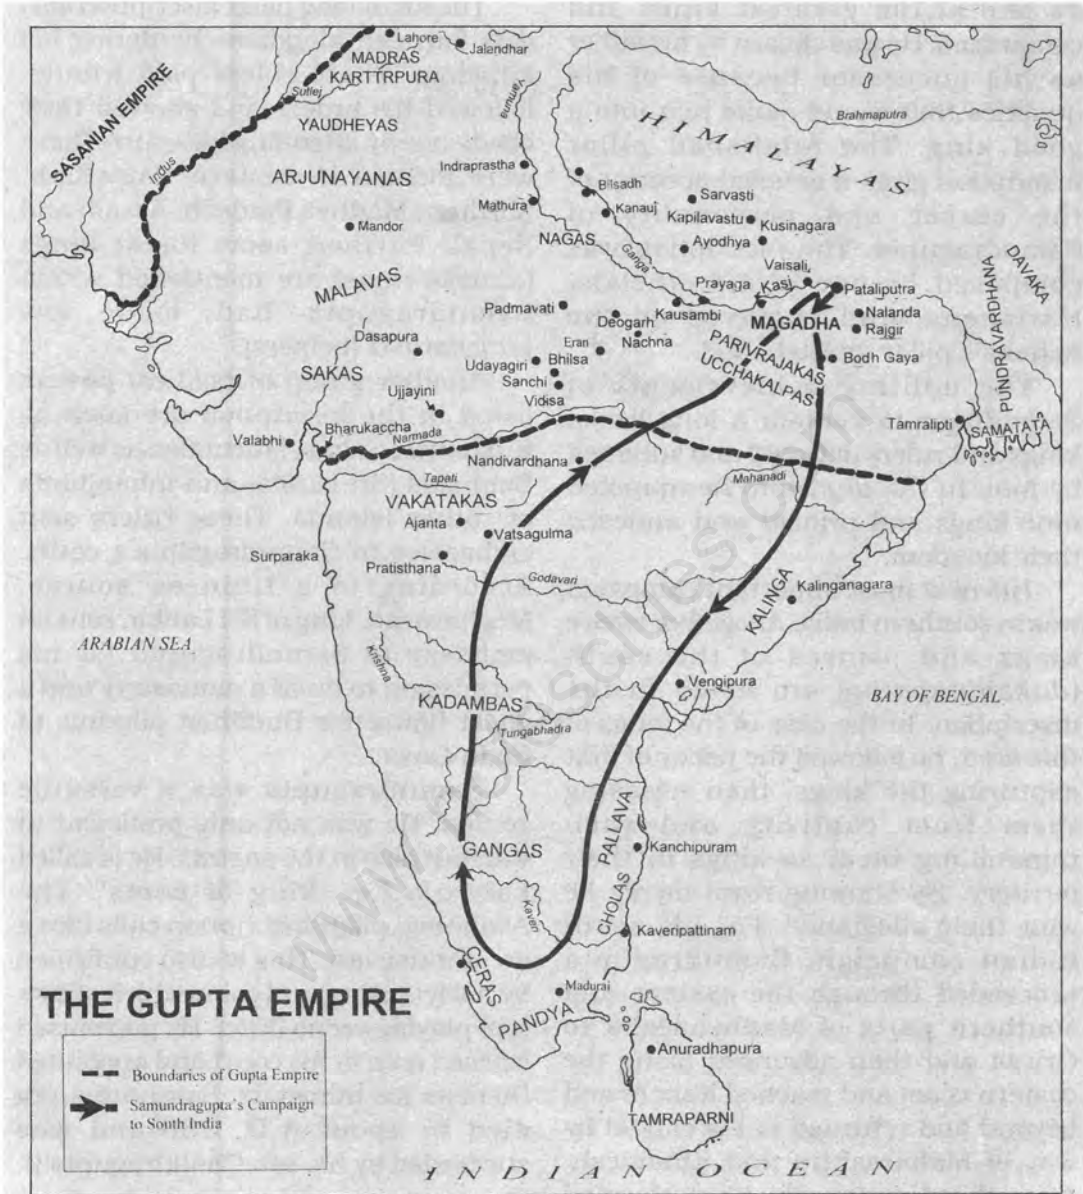 Lahore
Jalendhar
MADRAS
KARTTRPURA
Sutlej
SASANIAN EMPIRE
YAUDHEYAS
Yamuna
HIMALAYAS
Brahmaputra
Indus
Indraprastha
ARJUNAYANAS
Bilsadh
Sarvasti
Mathura
Kanauj
Kapilavastu
Kusinagara
Mandor
NAGAS
Ganga
Ayodhya
Vaisali
DAVAKA
MALAVAS
Prayaga
Kasi
Pataliputra
PUNDRAVARDHANA
Padmavati
Kausambi
MAGADHA
Nalanda
Deogarh
Rajgir
Nachna
PARIVRAJAKAS
Dasapura
Eran
Bhilsa
UCCHAKALPAS
Bodh Gaya
Udayagiri
SAKAS
Sanchi
Ujjayini
Vidisa
Tamralipti
SAMATATA
Bharukaccha
Valabhi
Narmada
Nandivardhana
Mahanadi
Tapati
VAKATAKAS
Ajanta
Vatsagulma
Surparaka
Pratisthana
Godavari
KALINGA
Kalinganagara
ARABIAN SEA
Krishna
Vengipura
BAY OF BENGAL
KADAMBAS
Tungabhadra
PALLAVA
GANGAS
Kanchipuram
Kaveri
CHOLAS
Kaveripattinam
CERAS
Madurai
THE GUPTA EMPIRE
PANDYA
Anuradhapura
Boundaries of Gupta Empire
Samundragupta's Campaign
to South India
TAMRAPARNI
INDIAN OCEAN